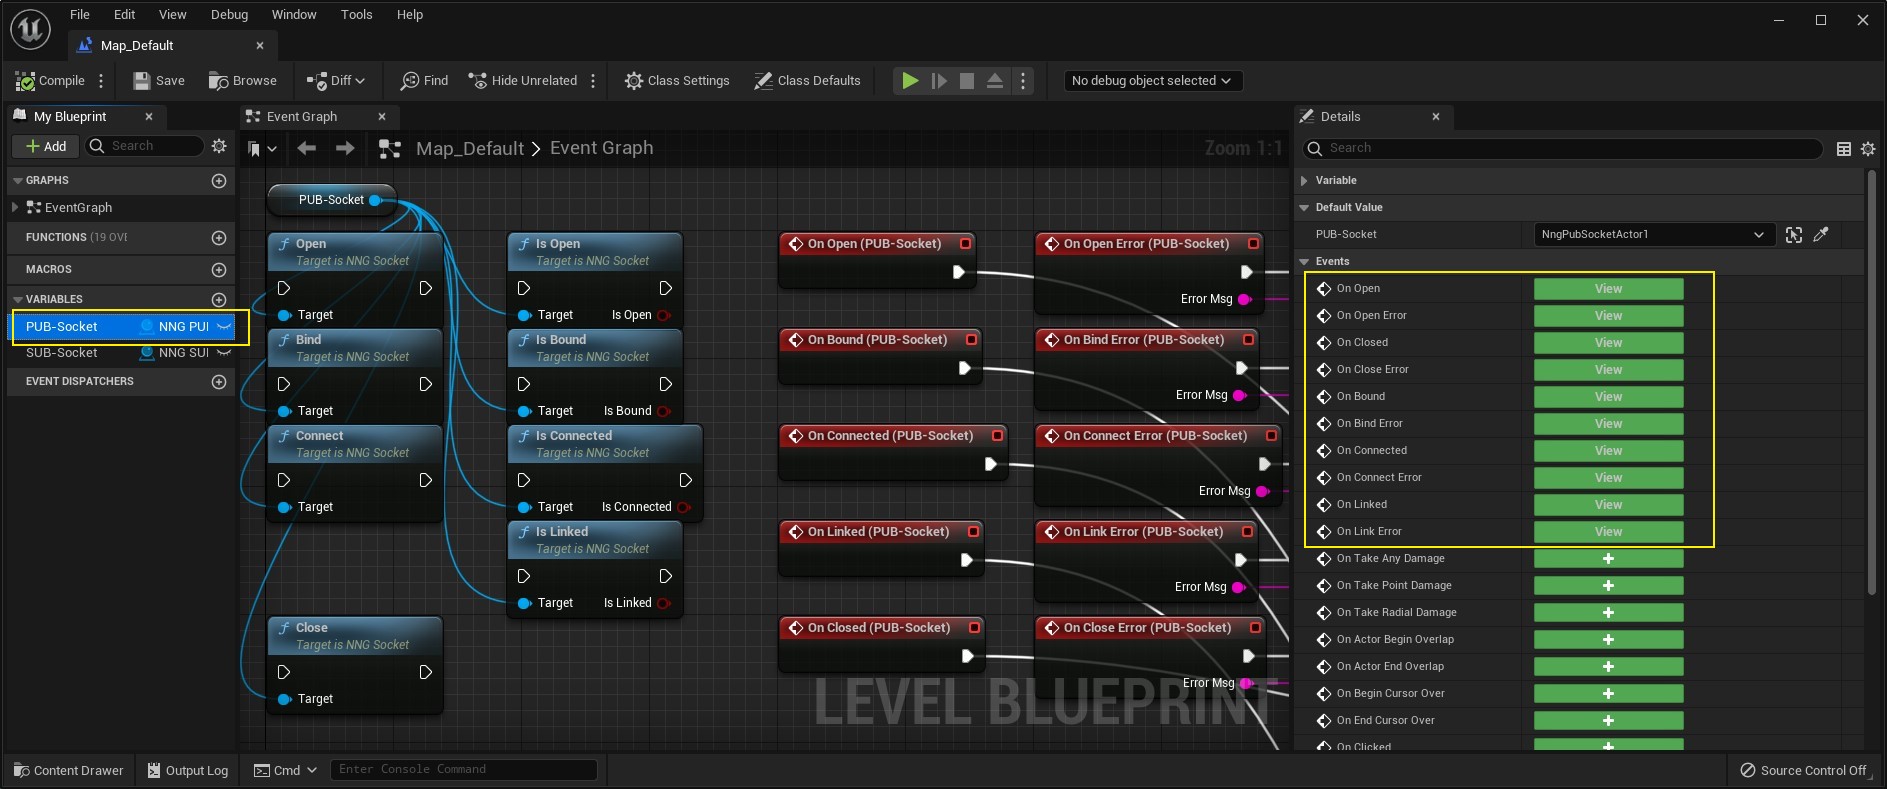 File Edit View Debug Window Tools Help
Map_Default
Compile Save Browse Diff Find Hide Unrelated Class Settings Class Defaults No debug object selected
My Blueprint
Event Graph
Details
Add Search
Map_Default > Event Graph
Zoom 1:1
Search
GRAPHS
EventGraph
FUNCTIONS (19 OVE
MACROS
VARIABLES
PUB-Socket NNG PUI
SUB-Socket NNG SUI
EVENT DISPATCHERS
PUB-Socket
Open
Target is NNG Socket
Target
Bind
Target is NNG Socket
Target
Connect
Target is NNG Socket
Target
Close
Target is NNG Socket
Target
Is Open
Target is NNG Socket
Target Is Open
Is Bound
Target is NNG Socket
Target Is Bound
Is Connected
Target is NNG Socket
Target Is Connected
Is Linked
Target is NNG Socket
Target Is Linked
On Open (PUB-Socket)
On Bound (PUB-Socket)
On Connected (PUB-Socket)
On Linked (PUB-Socket)
On Closed (PUB-Socket)
On Open Error (PUB-Socket)
Error Msg
On Bind Error (PUB-Socket)
Error Msg
On Connect Error (PUB-Socket)
Error Msg
On Link Error (PUB-Socket)
Error Msg
On Close Error (PUB-Socket)
Error Msg
LEVEL BLUEPRINT
Variable
Default Value
PUB-Socket NngPubSocketActor1
Events
On Open View
On Open Error View
On Closed View
On Close Error View
On Bound View
On Bind Error View
On Connected View
On Connect Error View
On Linked View
On Link Error View
On Take Any Damage
On Take Point Damage
On Take Radial Damage
On Actor Begin Overlap
On Actor End Overlap
On Begin Cursor Over
On End Cursor Over
On Clicked
Content Drawer Output Log Cmd Enter Console Command Source Control Off